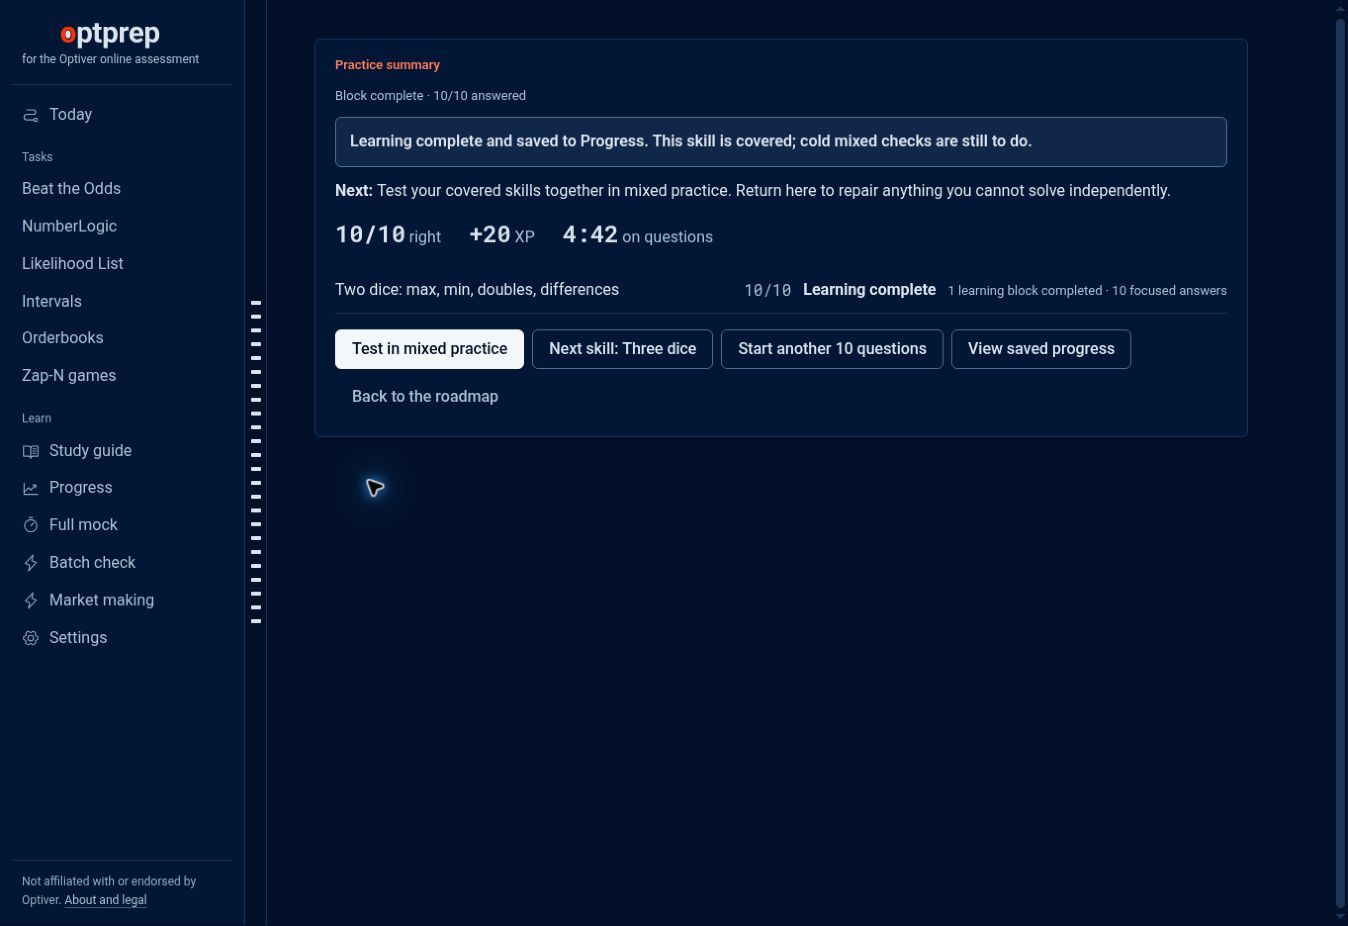 optprep
for the Optiver online assessment
Today
Tasks
Beat the Odds
NumberLogic
Likelihood List
Intervals
Orderbooks
Zap-N games
Learn
Study guide
Progress
Full mock
Batch check
Market making
Settings
Not affiliated with or endorsed by
Optiver. About and legal
Practice summary
Block complete · 10/10 answered
Learning complete and saved to Progress. This skill is covered; cold mixed checks are still to do.
Next: Test your covered skills together in mixed practice. Return here to repair anything you cannot solve independently.
10/10 right +20 XP 4:42 on questions
Two dice: max, min, doubles, differences 10/10 Learning complete 1 learning block completed · 10 focused answers
Test in mixed practice Next skill: Three dice Start another 10 questions View saved progress
Back to the roadmap